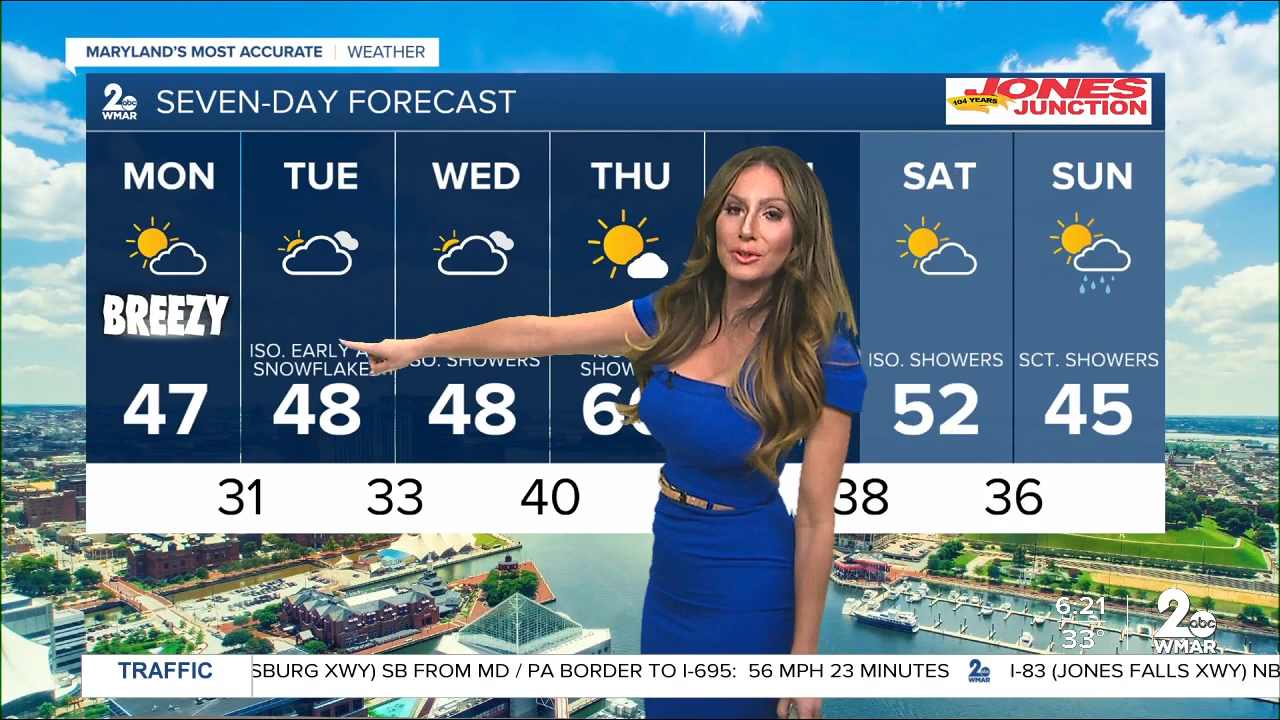 MARYLAND'S MOST ACCURATE | WEATHER
2 abc
WMAR
SEVEN-DAY FORECAST
JONES
104 YEARS
JUNCTION
MON TUE WED THU SAT SUN
BREEZY
ISO. EARLY
SNOWFLAKE
SHOWERS
SHOW
ISO. SHOWERS
SCT. SHOWERS
47 48 48 52 45
31 33 40 38 36
6:21
33°
2 abc
WMAR
TRAFFIC
SBURG XWY) SB FROM MD / PA BORDER TO I-695: 56 MPH 23 MINUTES 2 abc WMAR I-83 (JONES FALLS XWY) NB